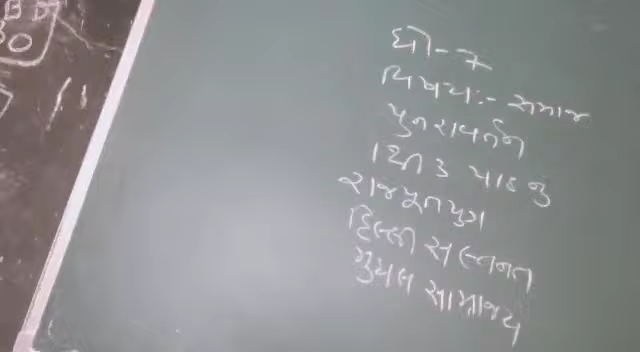 ધો-7
વિષય:- સમાજ
પુનરાવર્તન
1 થી 3 પાઠ નુ
રાજપૂત યુગ
દિલ્લી સલ્તનત
મુઘલ સામ્રાજ્ય